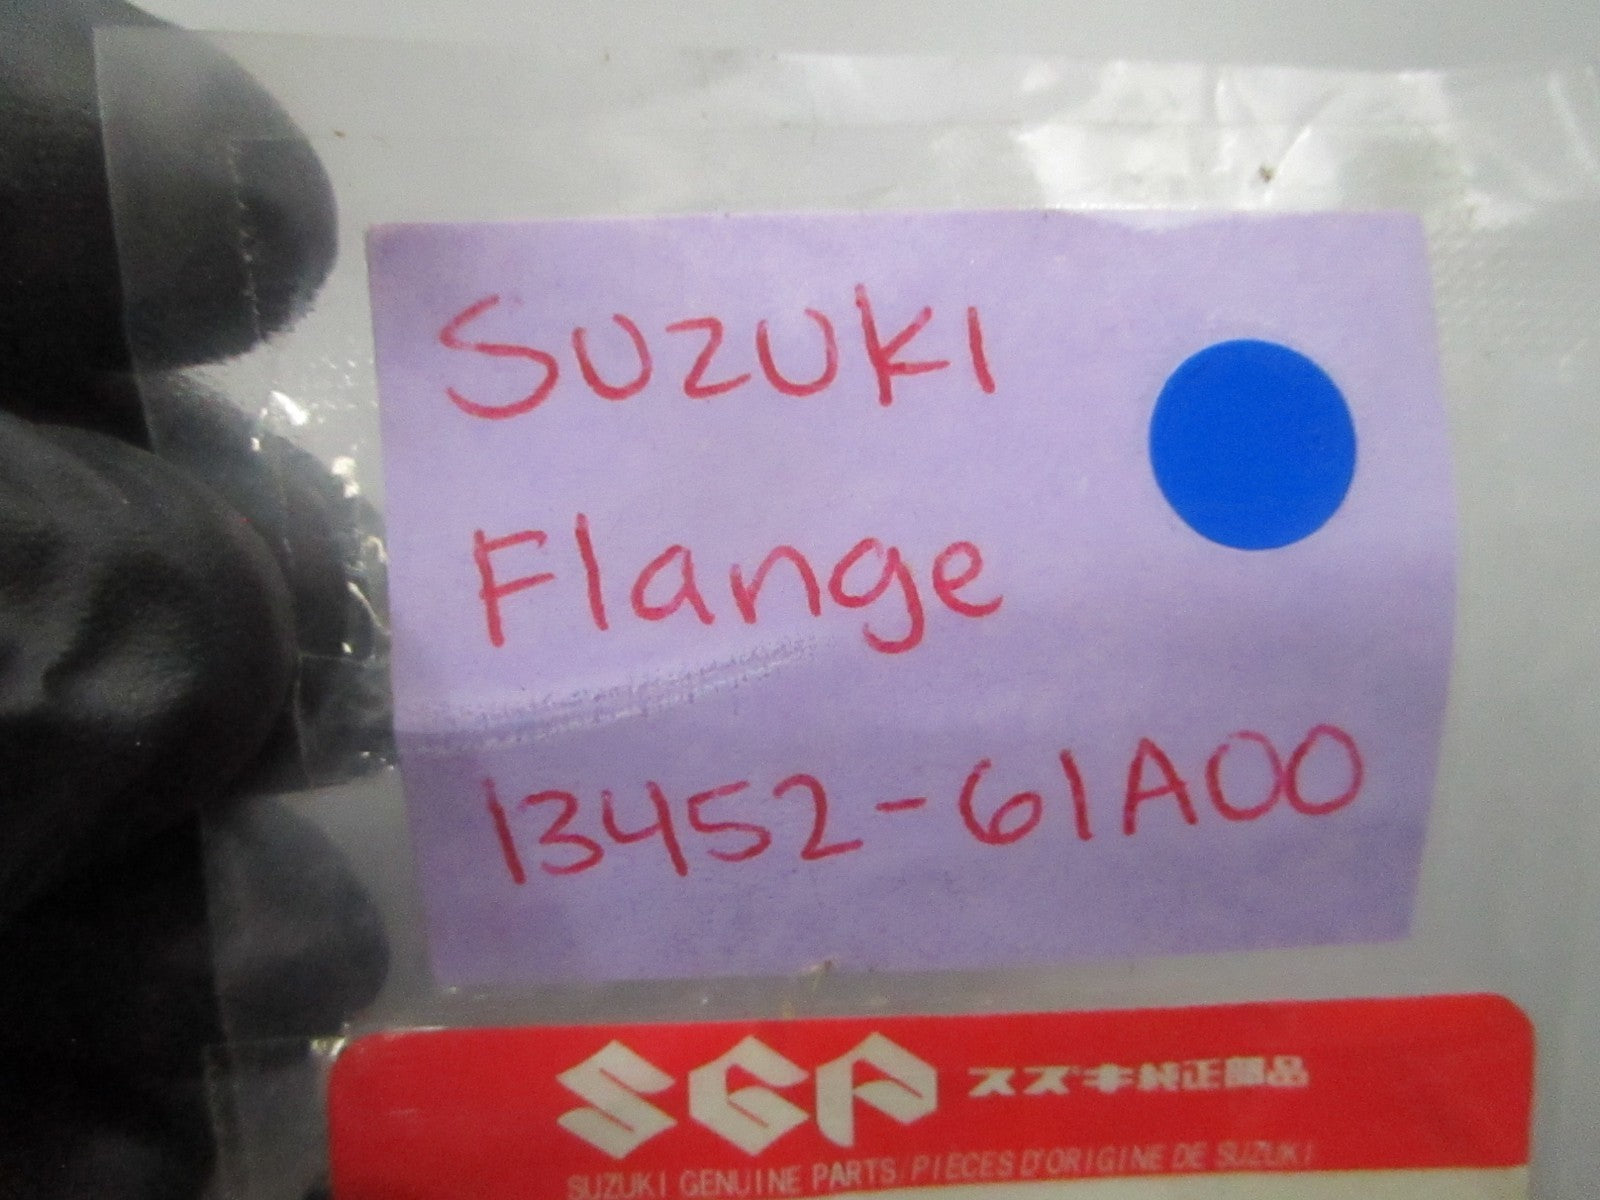 SUZUKI
Flange
13452-61A00
SGP スズキ純正部品
SUZUKI GENUINE PARTS/PIECES D'ORIGINE DE SUZUKI